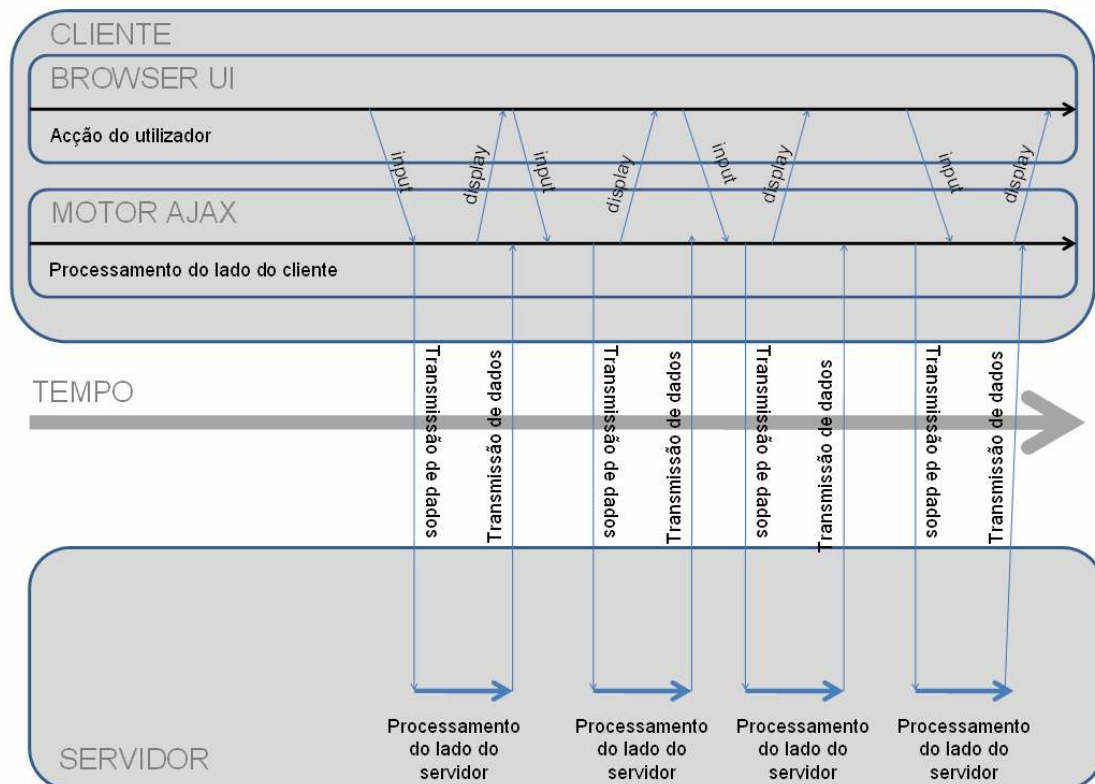 CLIENTE
BROWSER UI
Acção do utilizador
input
display
input
display
input
display
input
display
MOTOR AJAX
Processamento do lado do cliente
TEMPO
Transmissão de dados
Transmissão de dados
Transmissão de dados
Transmissão de dados
Transmissão de dados
Transmissão de dados
Transmissão de dados
Transmissão de dados
Processamento
do lado do
servidor
Processamento
do lado do
servidor
Processamento
do lado do
servidor
Processamento
do lado do
servidor
SERVIDOR